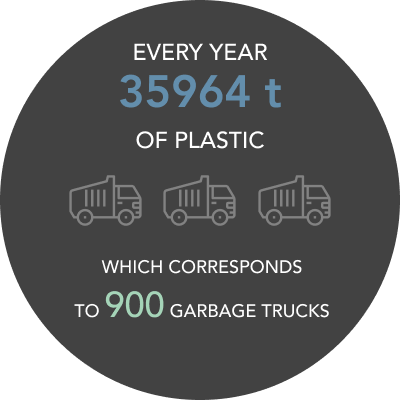 EVERY YEAR
35964 t
OF PLASTIC
WHICH CORRESPONDS
TO 900 GARBAGE TRUCKS